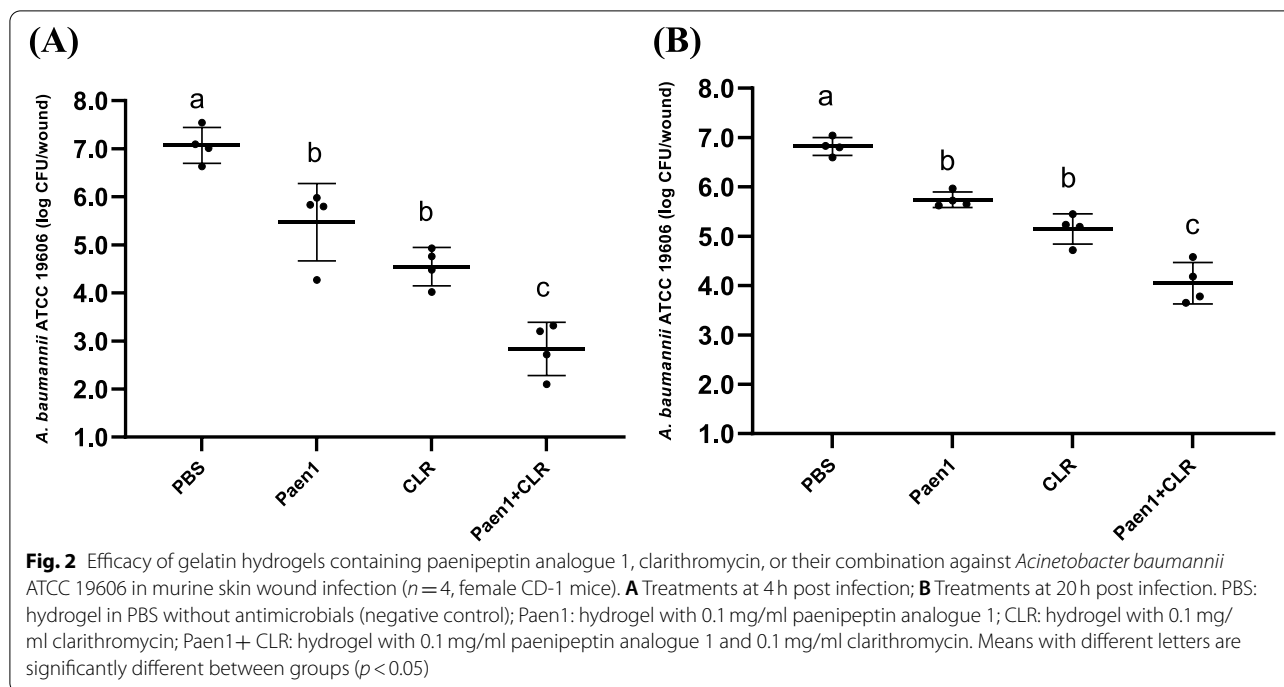 (A)
A. baumannii ATCC 19606 (log CFU/wound)
8.0
7.0
6.0
5.0
4.0
3.0
2.0
1.0
a
b
b
c
PBS
Paen1
CLR
Paen1+CLR
(B)
A. baumannii ATCC 19606 (log CFU/wound)
8.0
7.0
6.0
5.0
4.0
3.0
2.0
1.0
a
b
b
c
PBS
Paen1
CLR
Paen1+CLR
Fig. 2 Efficacy of gelatin hydrogels containing paenipeptin analogue 1, clarithromycin, or their combination against Acinetobacter baumannii
ATCC 19606 in murine skin wound infection (n = 4, female CD-1 mice). A Treatments at 4 h post infection; B Treatments at 20 h post infection. PBS:
hydrogel in PBS without antimicrobials (negative control); Paen1: hydrogel with 0.1 mg/ml paenipeptin analogue 1; CLR: hydrogel with 0.1 mg/
ml clarithromycin; Paen1 + CLR: hydrogel with 0.1 mg/ml paenipeptin analogue 1 and 0.1 mg/ml clarithromycin. Means with different letters are
significantly different between groups (p < 0.05)